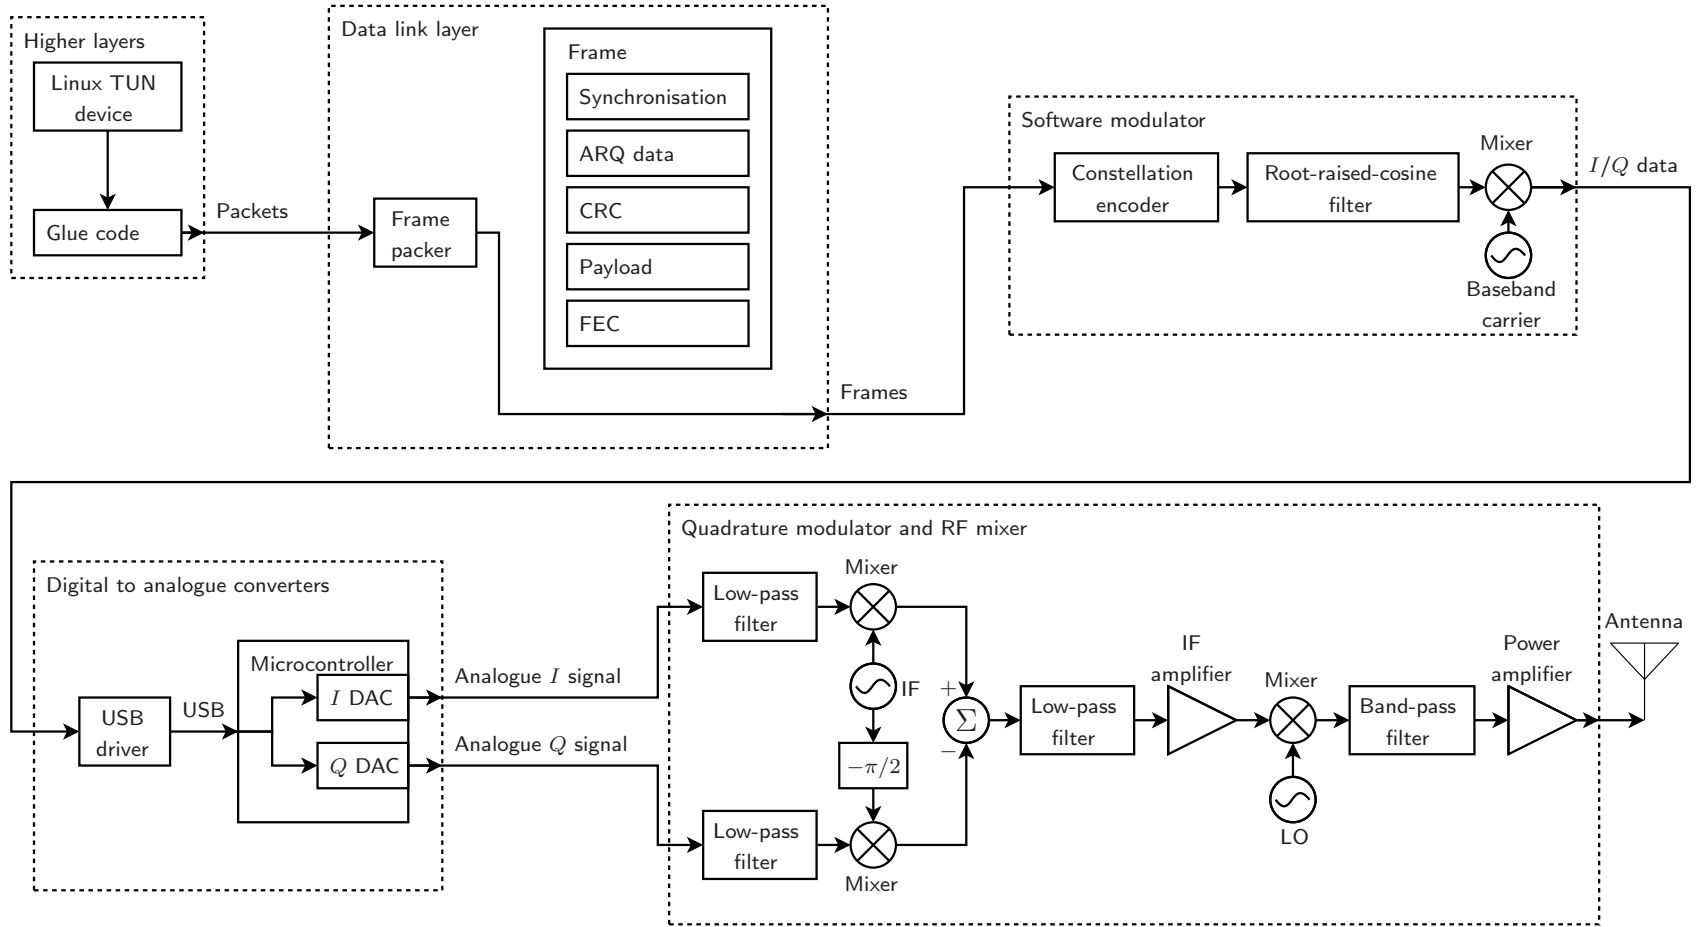 Higher layers
Linux TUN
device
Glue code
Packets
Data link layer
Frame
packer
Frame
Synchronisation
ARQ data
CRC
Payload
FEC
Frames
Software modulator
Constellation
encoder
Root-raised-cosine
filter
Mixer
Baseband
carrier
I/Q data
Digital to analogue converters
USB
driver
USB
Microcontroller
I DAC
Q DAC
Analogue I signal
Analogue Q signal
Quadrature modulator and RF mixer
Low-pass
filter
Mixer
IF
−π/2
Low-pass
filter
Mixer
+
Σ
−
Low-pass
filter
IF
amplifier
Mixer
LO
Band-pass
filter
Power
amplifier
Antenna